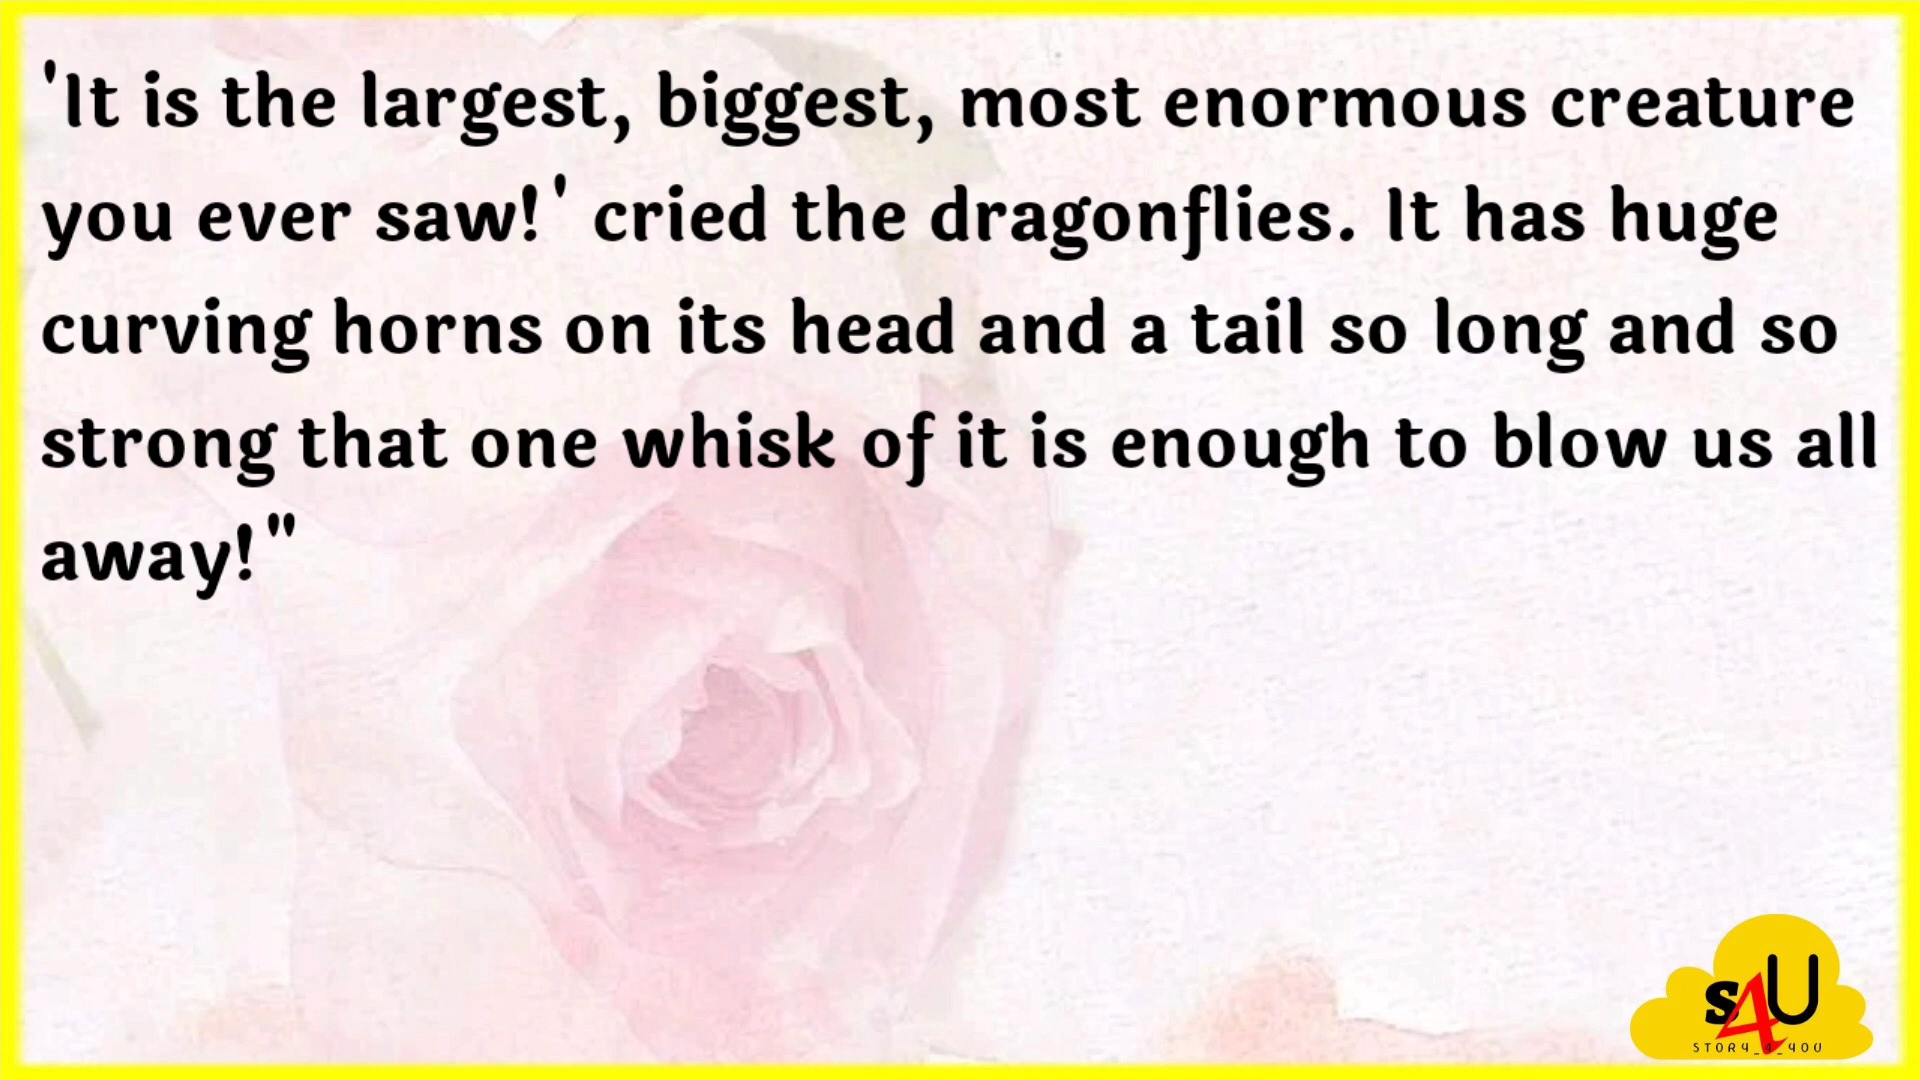 'It is the largest, biggest, most enormous creature
you ever saw!' cried the dragonflies. It has huge
curving horns on its head and a tail so long and so
strong that one whisk of it is enough to blow us all
away!"
S4U
STORY_4_YOU